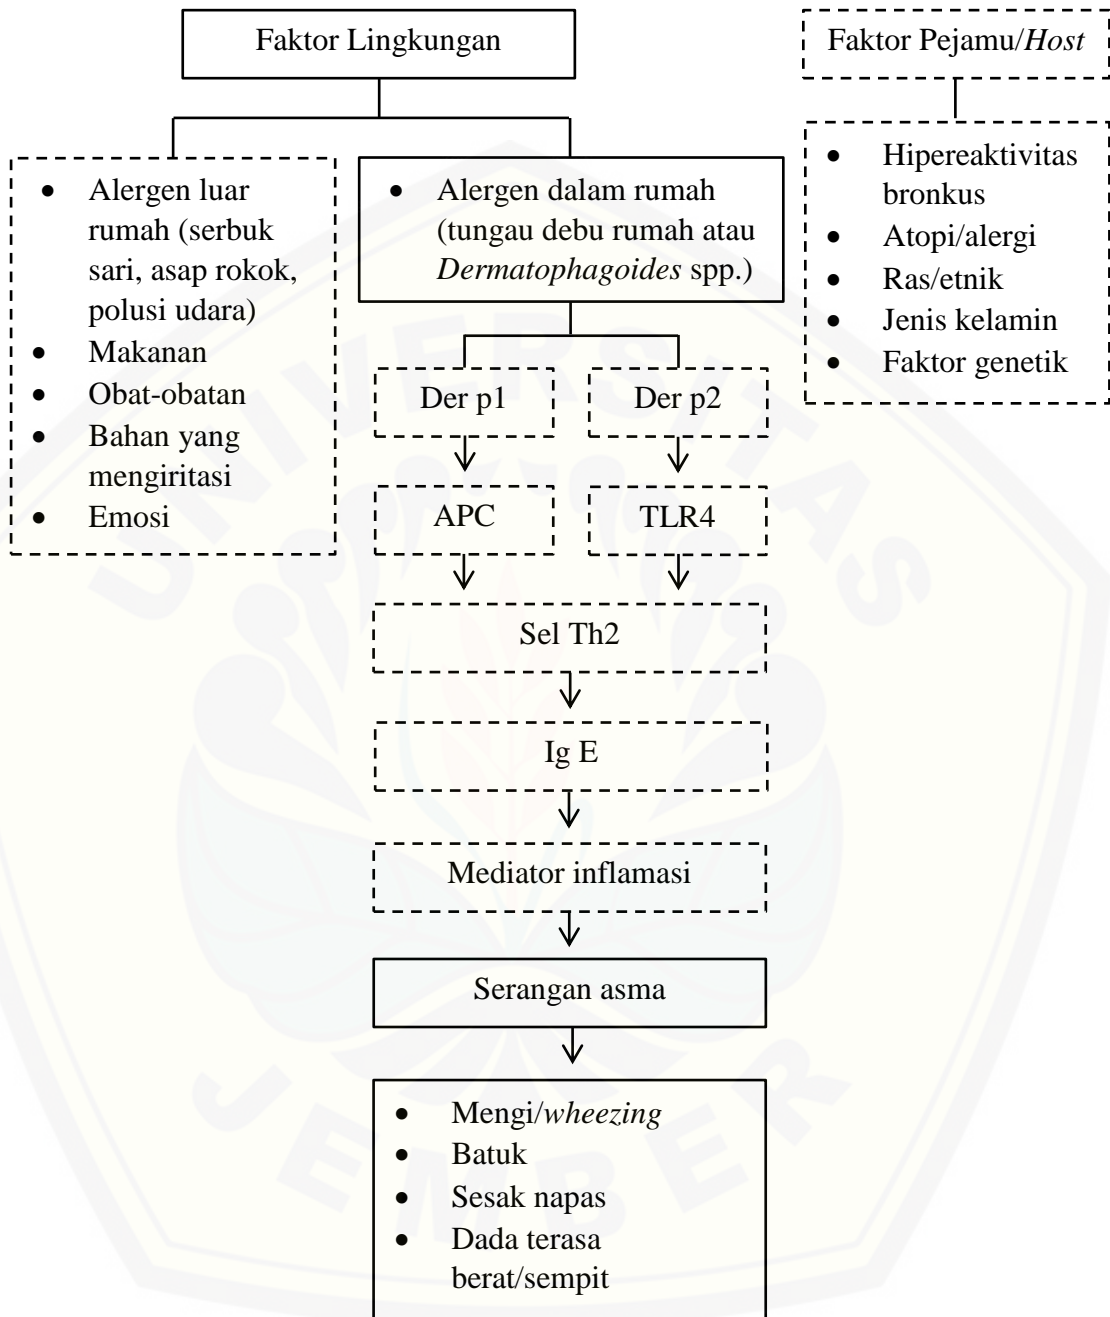 Faktor Lingkungan
Faktor Pejamu/Host
• Alergen luar
rumah (serbuk
sari, asap rokok,
polusi udara)
• Makanan
• Obat-obatan
• Bahan yang
mengiritasi
• Emosi
• Alergen dalam rumah
(tungau debu rumah atau
Dermatophagoides spp.)
• Hipereaktivitas
bronkus
• Atopi/alergi
• Ras/etnik
• Jenis kelamin
• Faktor genetik
Der p1
Der p2
APC
TLR4
Sel Th2
Ig E
Mediator inflamasi
Serangan asma
• Mengi/wheezing
• Batuk
• Sesak napas
• Dada terasa
berat/sempit
UNIVERSITAS
JEMBER